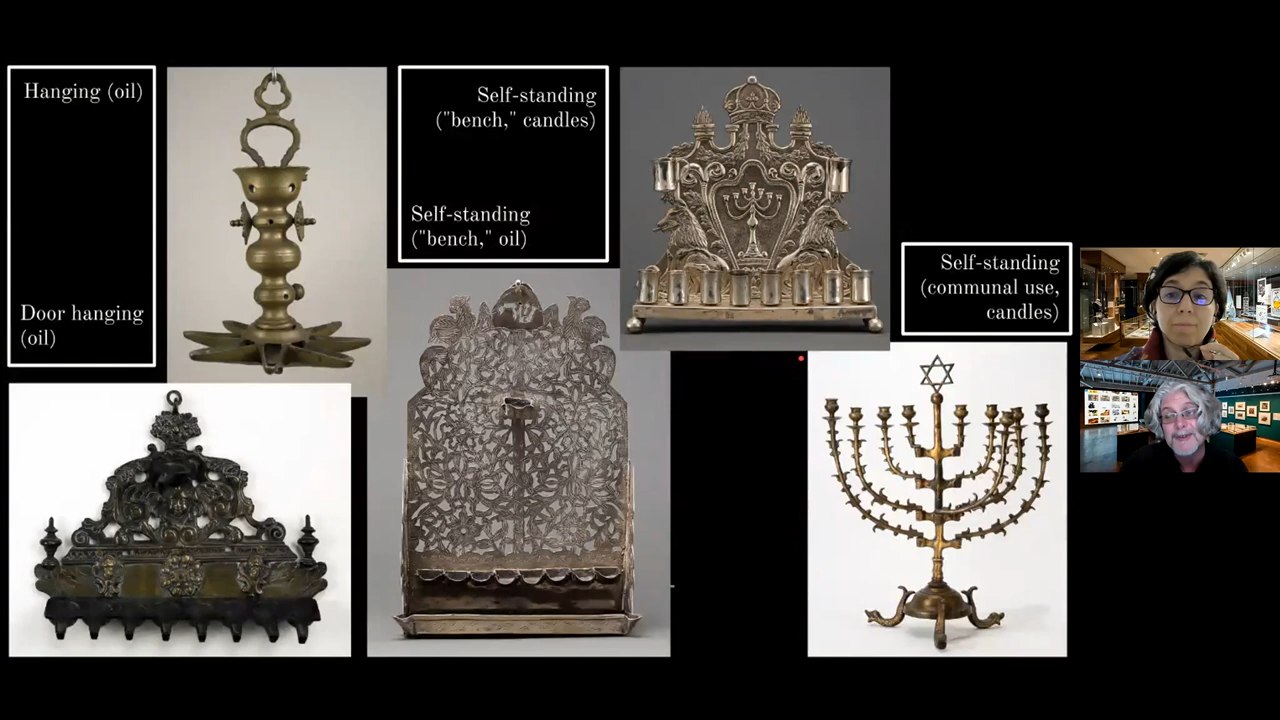 Hanging (oil)
Door hanging
(oil)
Self-standing
("bench," candles)
Self-standing
("bench," oil)
Self-standing
(communal use,
candles)